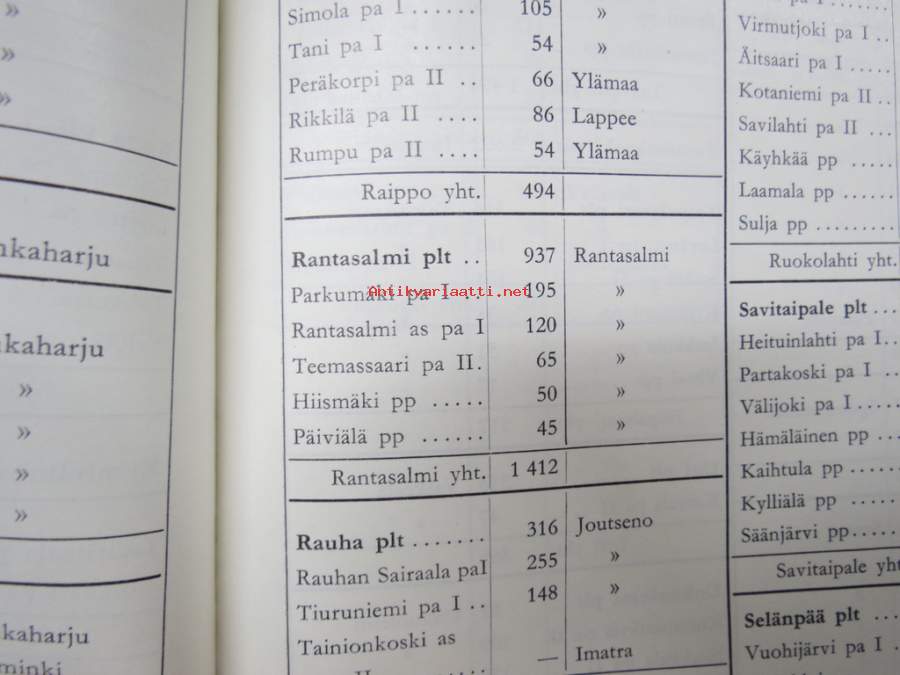 »
»
»
nkaharju
nkaharju
»
»
»
»
kaharju
minki
Simola pa I ...... 105 »
Tani pa I ...... 54 »
Peräkorpi pa II .. 66 Ylämaa
Rikkilä pa II .... 86 Lappee
Rumpu pa II .... 54 Ylämaa
Raippo yht. 494
Rantasalmi plt .. 937 Rantasalmi
Parkumäki pa I .. 195 »
Antikvariaatti.net
Rantasalmi as pa I 120 »
Teemassaari pa II. 65 »
Hiismäki pp ..... 50 »
Päiviälä pp ...... 45 »
Rantasalmi yht. 1 412
Rauha plt ....... 316 Joutseno
Rauhan Sairaala paI 255 »
Tiuruniemi pa I .. 148 »
Tainionkoski as
— Imatra
Virmutjoki pa I ..
Äitsaari pa I .....
Kotaniemi pa II ..
Savilahti pa II ...
Käyhkää pp .....
Laamala pp ......
Sulja pp .........
Ruokolahti yht.
Savitaipale plt ...
Heituinlahti pa I..
Partakoski pa I ..
Välijoki pa I.....
Hämäläinen pp ...
Kaihtula pp .....
Kylliälä pp .....
Säänjärvi pp.....
Savitaipale yht
Selänpää plt ...
Vuohijärvi pa I .